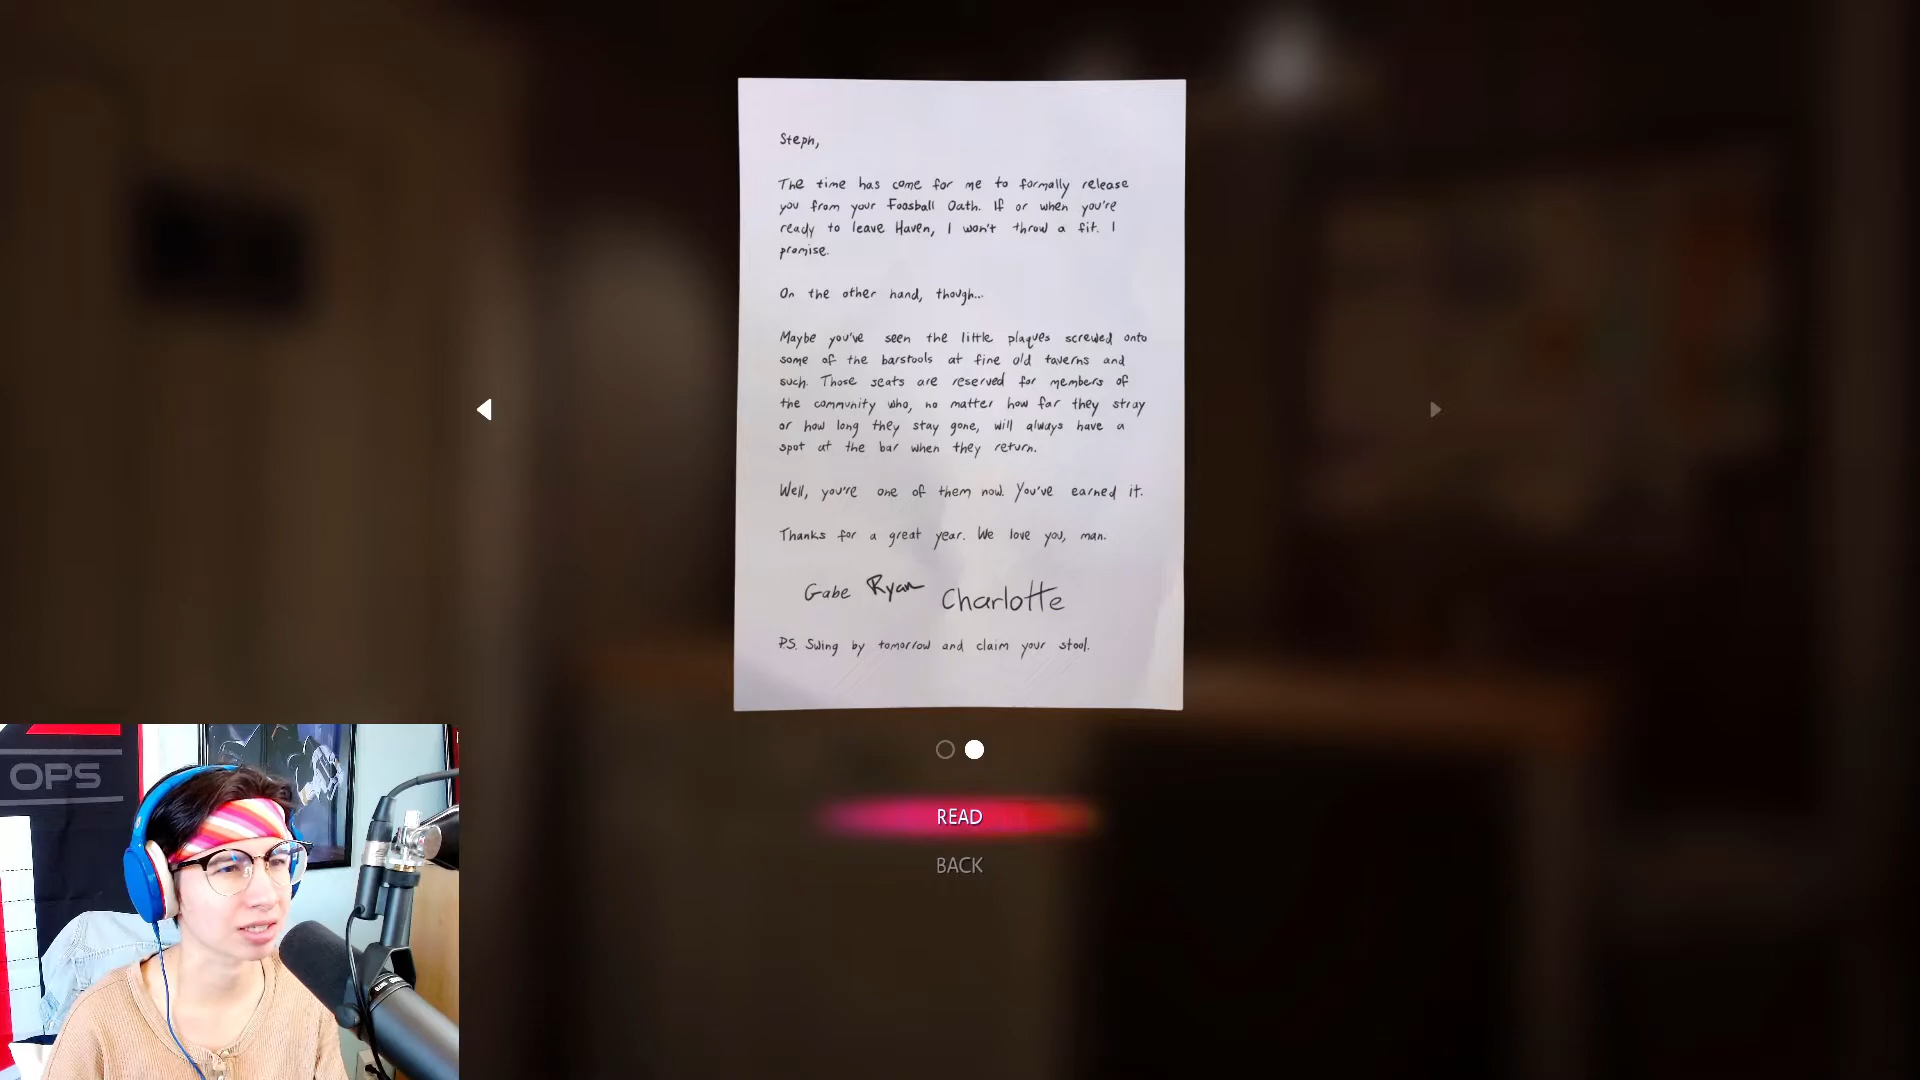 Steph,
The time has come for me to formally release
you from your Foosball Oath. If or when you're
ready to leave Haven, I won't throw a fit. I
promise.
On the other hand, though...
Maybe you've seen the little plaques screwed onto
some of the barstools at fine old taverns and
such. Those seats are reserved for members of
the community who, no matter how far they stray
or how long they stay gone, will always have a
spot at the bar when they return.
Well, you're one of them now. You've earned it.
Thanks for a great year. We love you, man.
Gabe Ryan Charlotte
P.S. Swing by tomorrow and claim your stool.
READ
BACK
OPS